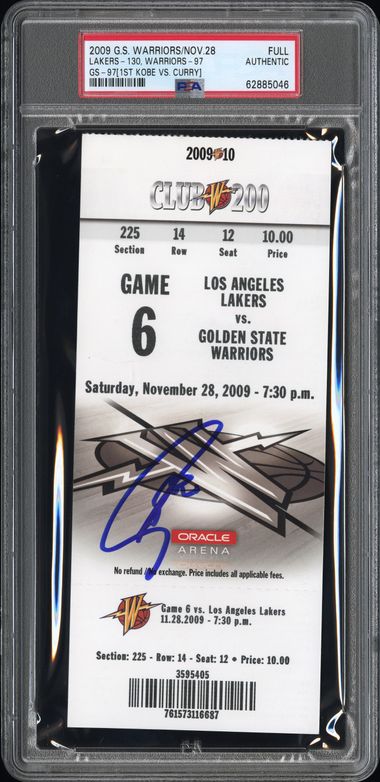 2009 G.S. WARRIORS/NOV.28 FULL
LAKERS-130, WARRIORS-97 AUTHENTIC
GS-97[1ST KOBE VS. CURRY] PSA 62885046
2009-10
CLUB 200
225 14 12 10.00
Section Row Seat Price
GAME
6
LOS ANGELES
LAKERS
vs.
GOLDEN STATE
WARRIORS
Saturday, November 28, 2009 - 7:30 p.m.
ORACLE
ARENA
No refund / No exchange. Price includes all applicable fees.
Game 6 vs. Los Angeles Lakers
11.28.2009 - 7:30 p.m.
Section: 225 - Row: 14 - Seat: 12 • Price: 10.00
3595405
761573116687